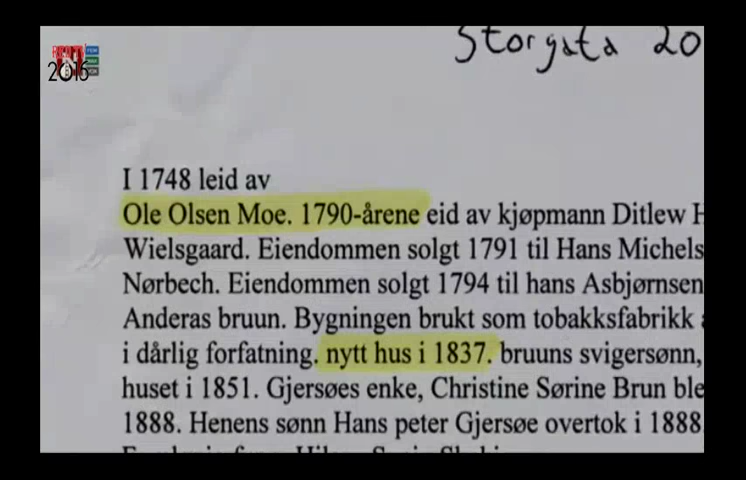 Storgata 20
2016
I 1748 leid av
Ole Olsen Moe. 1790-årene eid av kjøpmann Ditlew H
Wielsgaard. Eiendommen solgt 1791 til Hans Michels
Nørbech. Eiendommen solgt 1794 til hans Asbjørnsen
Anderas bruun. Bygningen brukt som tobakksfabrikk
i dårlig forfatning. nytt hus i 1837. bruuns svigersønn,
huset i 1851. Gjersøes enke, Christine Sørine Brun ble
1888. Henens sønn Hans peter Gjersøe overtok i 1888